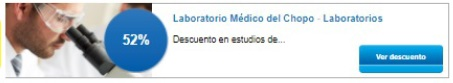 52%
Laboratorio Médico del Chopo - Laboratorios
Descuento en estudios de...
Ver descuento